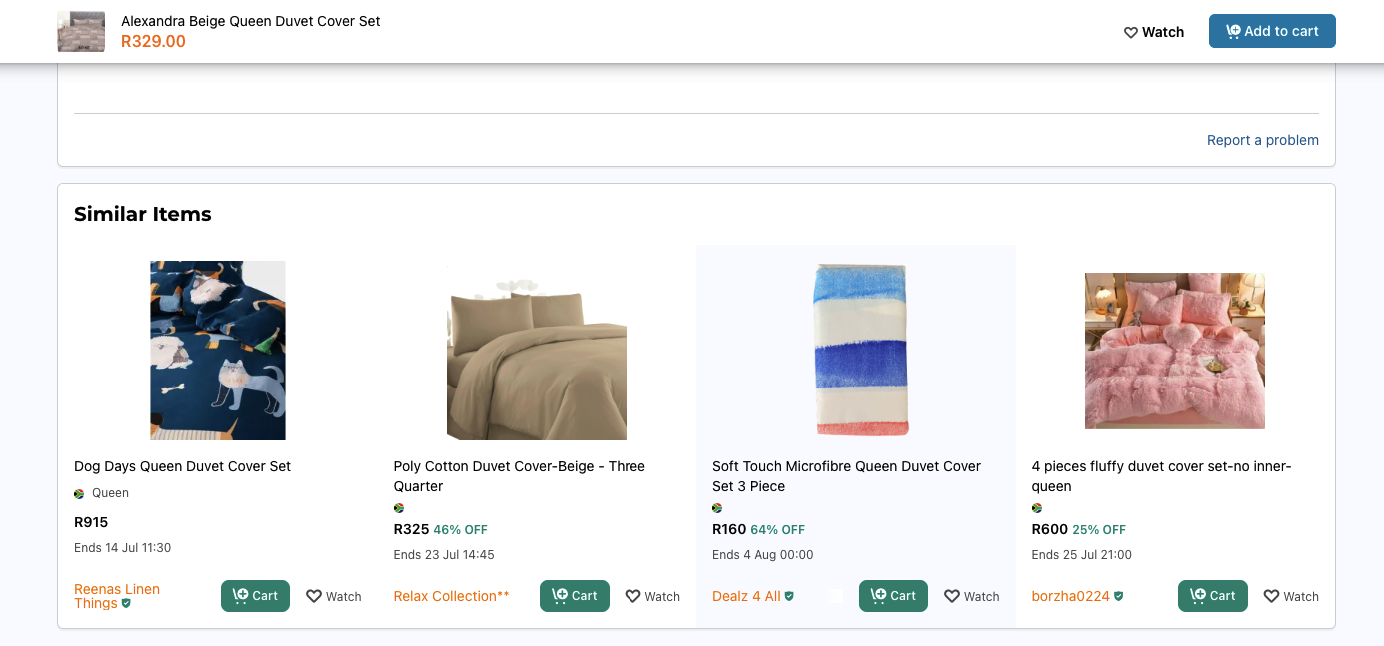 Alexandra Beige Queen Duvet Cover Set
R329.00
Watch
Add to cart
Report a problem
Similar Items
Dog Days Queen Duvet Cover Set
Queen
R915
Ends 14 Jul 11:30
Reenas Linen
Things
Cart
Watch
Poly Cotton Duvet Cover-Beige - Three
Quarter
R325 46% OFF
Ends 23 Jul 14:45
Relax Collection**
Cart
Watch
Soft Touch Microfibre Queen Duvet Cover
Set 3 Piece
R160 64% OFF
Ends 4 Aug 00:00
Dealz 4 All
Cart
Watch
4 pieces fluffy duvet cover set-no inner-
queen
R600 25% OFF
Ends 25 Jul 21:00
borzha0224
Cart
Watch